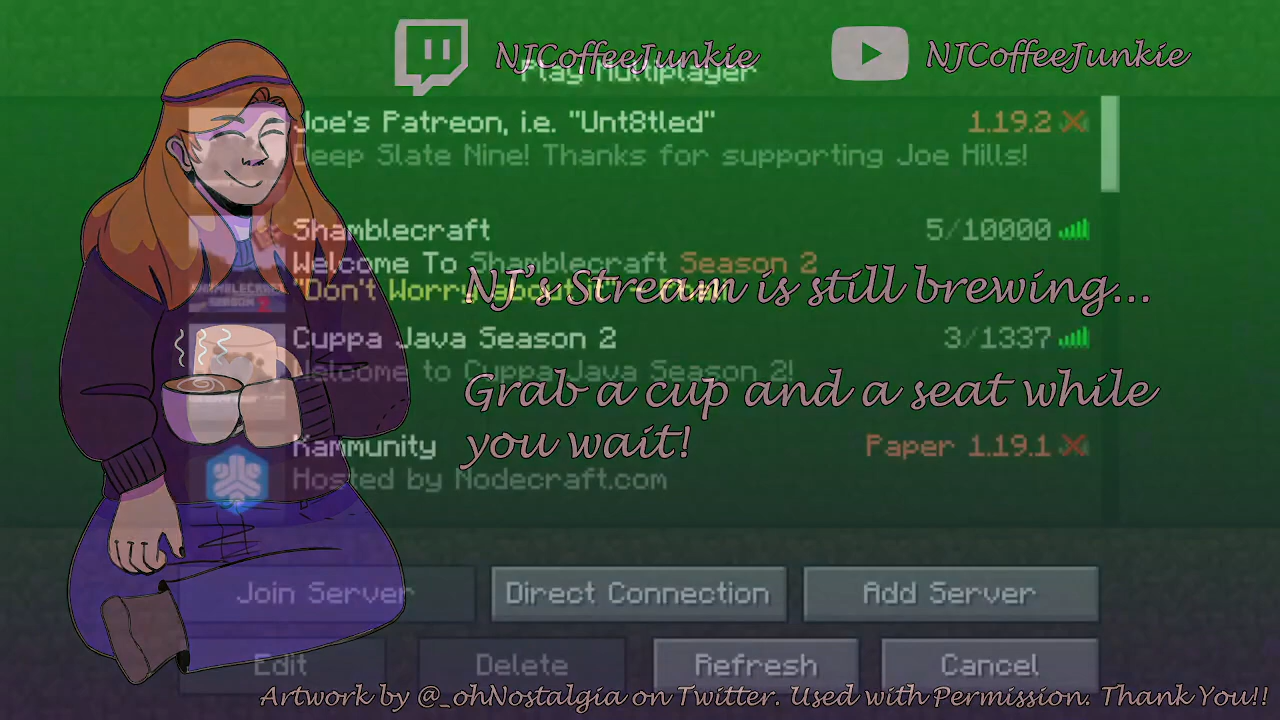 NJCoffeeJunkie
NJCoffeeJunkie
Play Multiplayer
Joe's Patreon, i.e. "Unt8tled"
1.19.2
Deep Slate Nine! Thanks for supporting Joe Hills!
Shamblecraft
5/10000
Welcome To Shamblecraft Season 2
"Don't Worry about it" -
NJ's Stream is still brewing...
Cuppa Java Season 2
3/1337
Welcome to Cuppa Java Season 2!
Grab a cup and a seat while
you wait!
Kammunity
Paper 1.19.1
Hosted by Nodecraft.com
Join Server
Direct Connection
Add Server
Edit
Delete
Refresh
Cancel
Artwork by @_ohNostalgia on Twitter. Used with Permission. Thank You!!